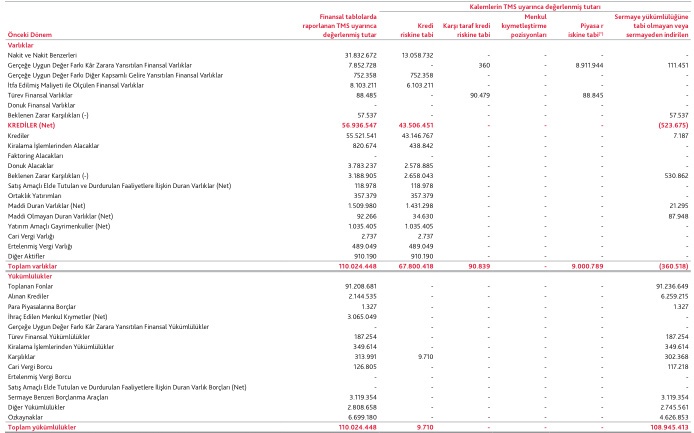 Kalemlerin TMS uyarınca değerlenmiş tutarı
Önceki Dönem Finansal tablolarda raporlanan TMS uyarınca değerlenmiş tutar Kredi riskine tabi Karşı taraf kredi riskine tabi Menkul kıymetleştirme pozisyonları Piyasa r iskine tabi(*) Sermaye yükümlülüğüne tabi olmayan veya sermayeden indirilen
Varlıklar
Nakit ve Nakit Benzerleri 31.832.672 13.058.732 - - - -
Gerçeğe Uygun Değer Farkı Kâr Zarara Yansıtılan Finansal Varlıklar 7.852.728 - 360 - 8.911.944 111.451
Gerçeğe Uygun Değer Farkı Diğer Kapsamlı Gelire Yansıtılan Finansal Varlıklar 752.358 752.358 - - - -
İtfa Edilmiş Maliyeti ile Ölçülen Finansal Varlıklar 8.103.211 6.103.211 - - - -
Türev Finansal Varlıklar 88.485 - 90.479 - 88.845 -
Donuk Finansal Varlıklar - - - - - -
Beklenen Zarar Karşılıkları (-) 57.537 - - - - 57.537
KREDİLER (Net) 56.936.547 43.506.451 - - - (523.675)
Krediler 55.521.541 43.146.767 - - - 7.187
Kiralama İşlemlerinden Alacaklar 820.674 438.842 - - - -
Faktoring Alacakları - - - - - -
Donuk Alacaklar 3.783.237 2.578.885 - - - -
Beklenen Zarar Karşılıkları (-) 3.188.905 2.658.043 - - - 530.862
Satış Amaçlı Elde Tutulan ve Durdurulan Faaliyetlere İlişkin Duran Varlıklar (Net) 118.978 118.978 - - - -
Ortaklık Yatırımları 357.379 357.379 - - - -
Maddi Duran Varlıklar (Net) 1.509.980 1.431.298 - - - 21.295
Maddi Olmayan Duran Varlıklar (Net) 92.266 34.630 - - - 87.948
Yatırım Amaçlı Gayrimenkuller (Net) 1.035.405 1.035.405 - - - -
Cari Vergi Varlığı 2.737 2.737 - - - -
Ertelenmiş Vergi Varlığı 489.049 489.049 - - - -
Diğer Aktifler 910.190 910.190 - - - -
Toplam varlıklar 110.024.448 67.800.418 90.839 - 9.000.789 (360.518)
Yükümlülükler
Toplanan Fonlar 91.208.681 - - - - 91.236.649
Alınan Krediler 2.144.535 - - - - 6.259.215
Para Piyasalarına Borçlar 1.327 - - - - 1.327
İhraç Edilen Menkul Kıymetler (Net) 3.065.049 - - - - -
Gerçeğe Uygun Değer Farkı Kâr Zarara Yansıtılan Finansal Yükümlülükler - - - - - -
Türev Finansal Yükümlülükler 187.254 - - - - 187.254
Kiralama İşlemlerinden Yükümlülükler 349.614 - - - - 349.614
Karşılıklar 313.991 9.710 - - - 302.368
Cari Vergi Borcu 126.805 - - - - 117.218
Ertelenmiş Vergi Borcu - - - - - -
Satış Amaçlı Elde Tutulan ve Durdurulan Faaliyetlere İlişkin Duran Varlık Borçları (Net) - - - - - -
Sermaye Benzeri Borçlanma Araçları 3.119.354 - - - - 3.119.354
Diğer Yükümlülükler 2.808.658 - - - - 2.745.561
Özkaynaklar 6.699.180 - - - - 4.626.853
Toplam yükümlülükler 110.024.448 9.710 - - - 108.945.413